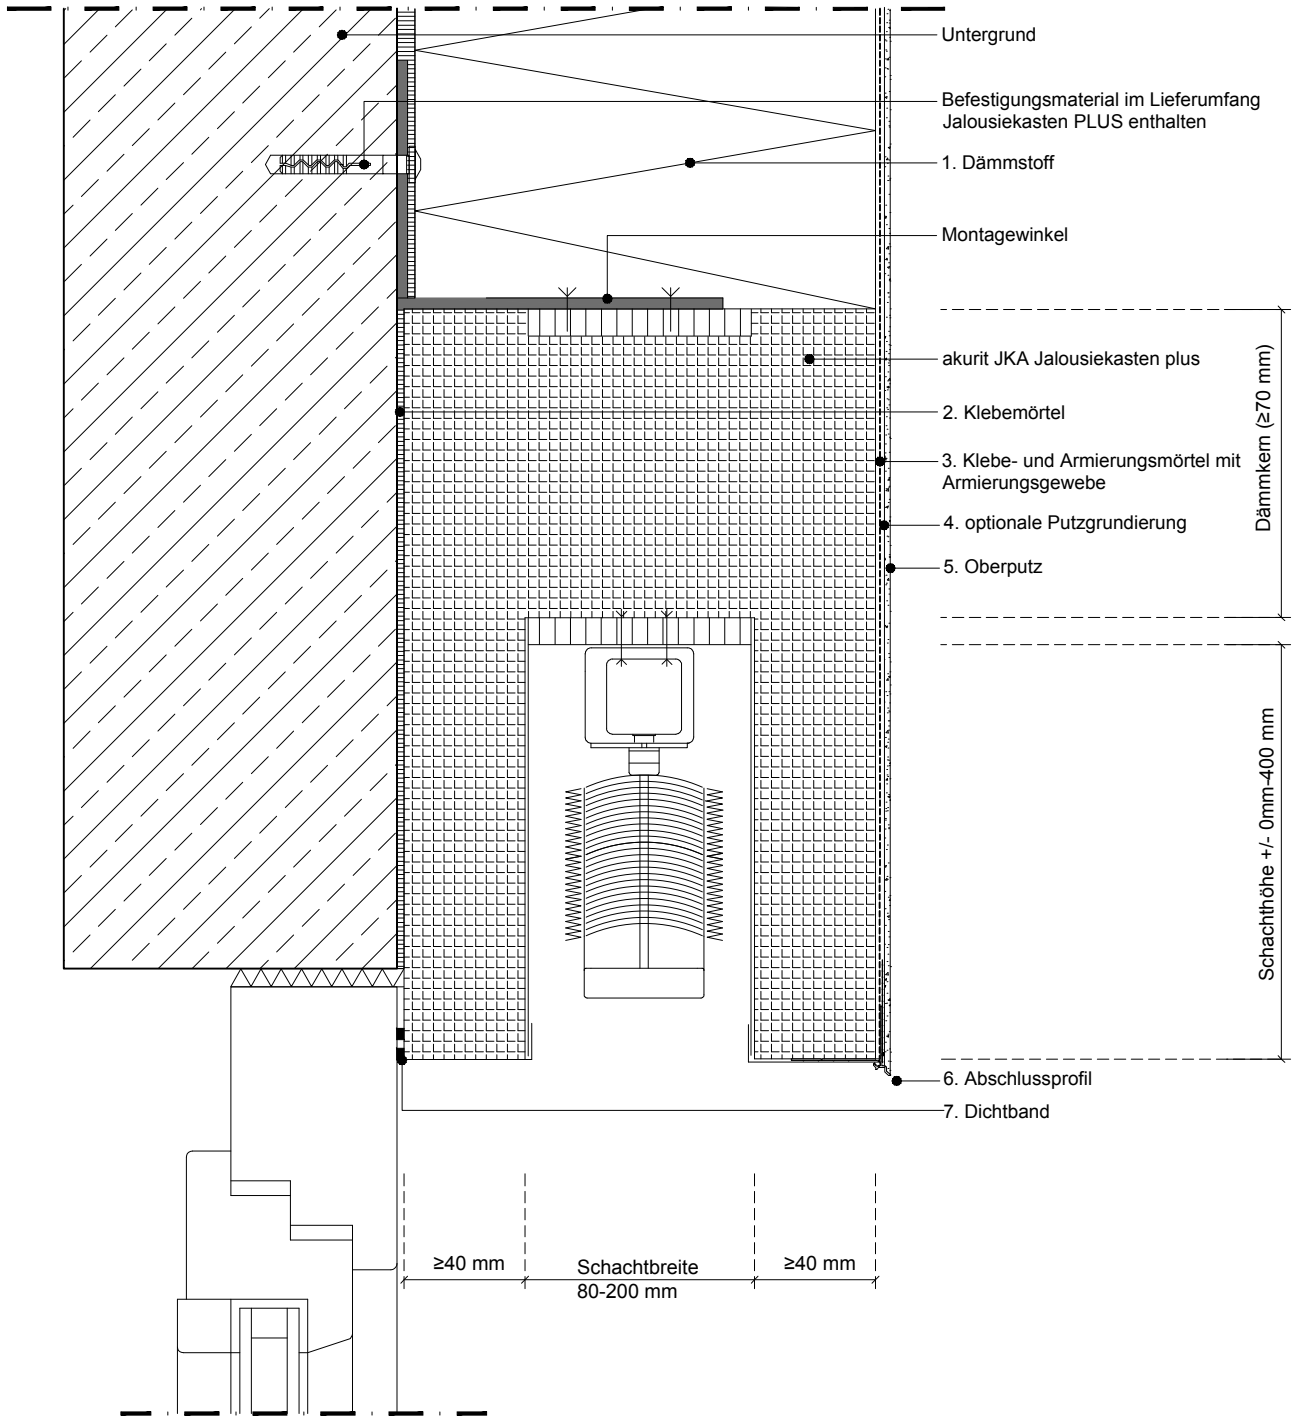 Untergrund
Befestigungsmaterial im Lieferumfang
Jalousiekasten PLUS enthalten
1. Dämmstoff
Montagewinkel
akurit JKA Jalousiekasten plus
2. Klebemörtel
3. Klebe- und Armierungsmörtel mit
Armierungsgewebe
4. optionale Putzgrundierung
5. Oberputz
Dämmkern (≥70 mm)
Schachthöhe +/- 0mm-400 mm
6. Abschlussprofil
7. Dichtband
≥40 mm
Schachtbreite
80-200 mm
≥40 mm